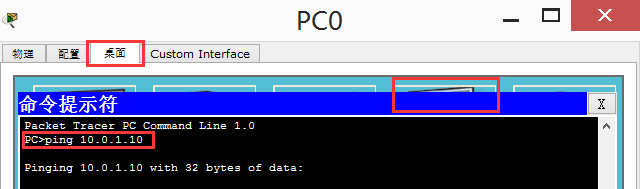 PC0
物理 配置 桌面 Custom Interface
命令提示符 X
Packet Tracer PC Command Line 1.0
PC>ping 10.0.1.10
Pinging 10.0.1.10 with 32 bytes of data: